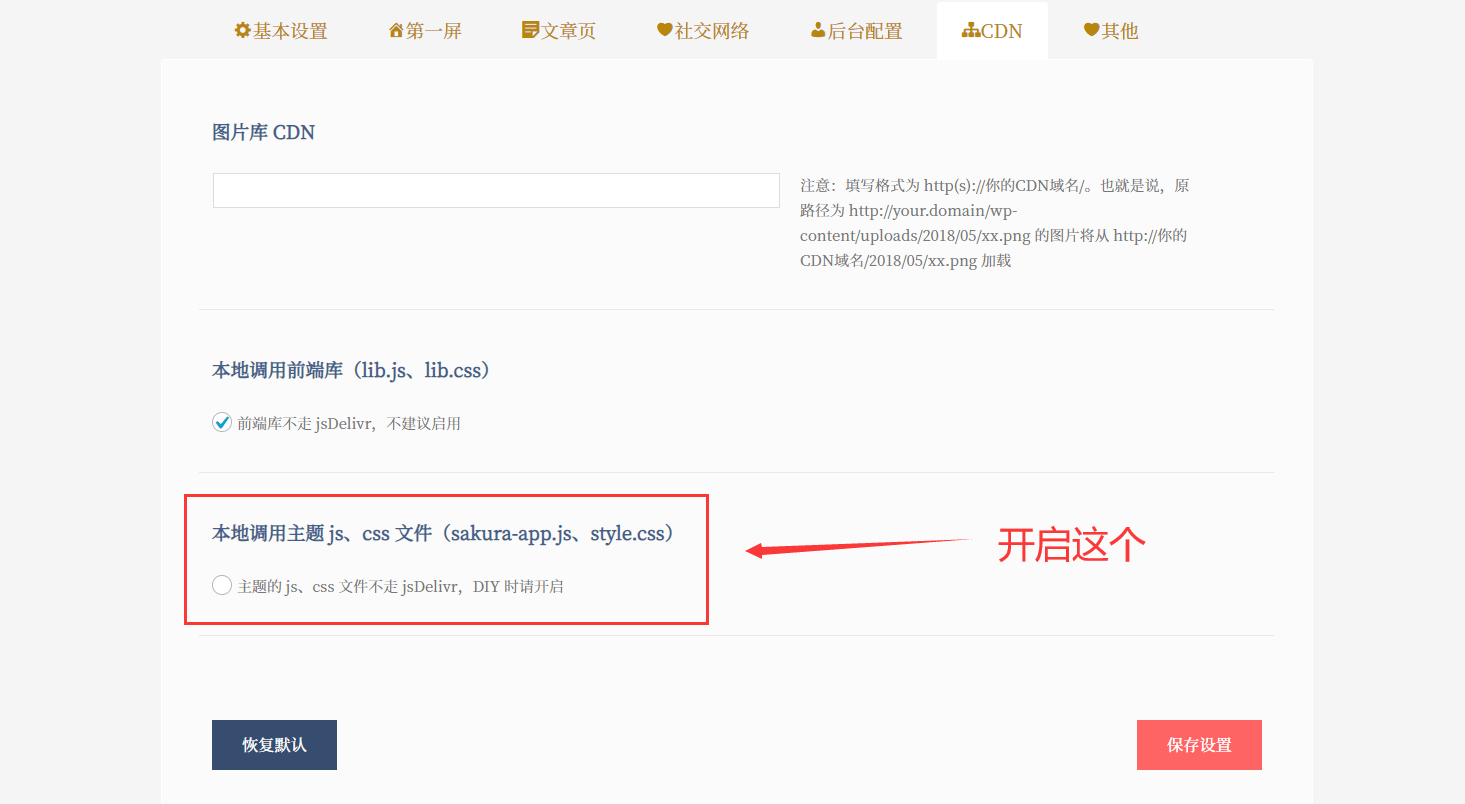 基本设置 第一屏 文章页 社交网络 后台配置 CDN 其他
图片库 CDN
注意：填写格式为 http(s)://你的CDN域名/。也就是说，原
路径为 http://your.domain/wp-
content/uploads/2018/05/xx.png 的图片将从 http://你的
CDN域名/2018/05/xx.png 加载
本地调用前端库（lib.js、lib.css）
前端库不走 jsDelivr，不建议启用
本地调用主题 js、css 文件（sakura-app.js、style.css）
开启这个
主题的 js、css 文件不走 jsDelivr，DIY 时请开启
恢复默认 保存设置